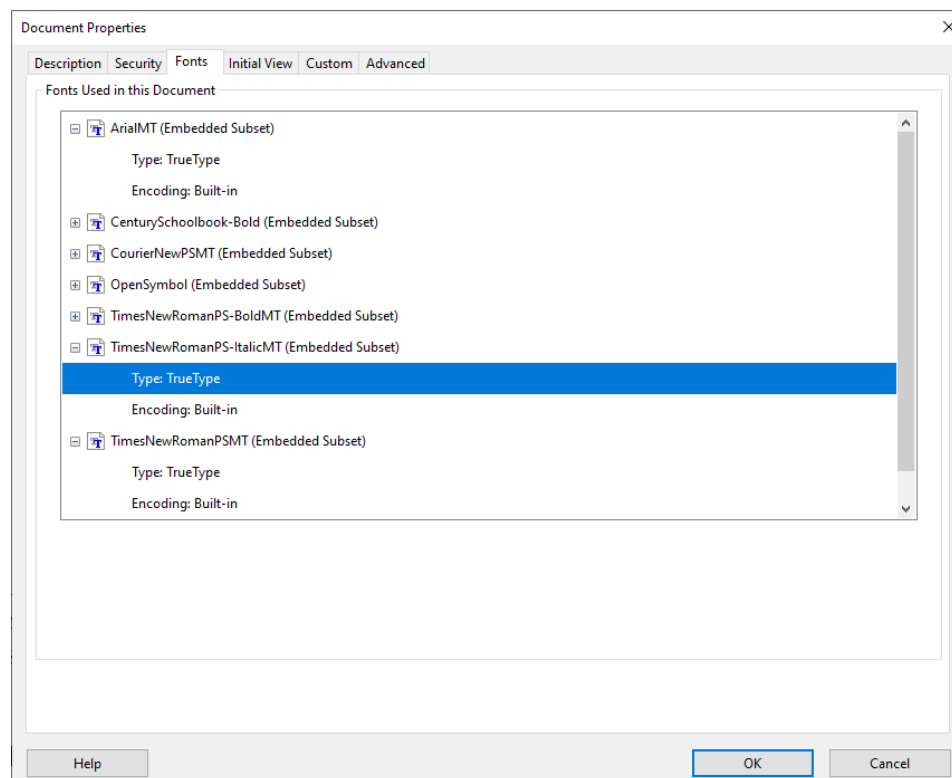 Document Properties
Description Security Fonts Initial View Custom Advanced
Fonts Used in this Document
ArialMT (Embedded Subset)
Type: TrueType
Encoding: Built-in
CenturySchoolbook-Bold (Embedded Subset)
CourierNewPSMT (Embedded Subset)
OpenSymbol (Embedded Subset)
TimesNewRomanPS-BoldMT (Embedded Subset)
TimesNewRomanPS-ItalicMT (Embedded Subset)
Type: TrueType
Encoding: Built-in
TimesNewRomanPSMT (Embedded Subset)
Type: TrueType
Encoding: Built-in
Help OK Cancel